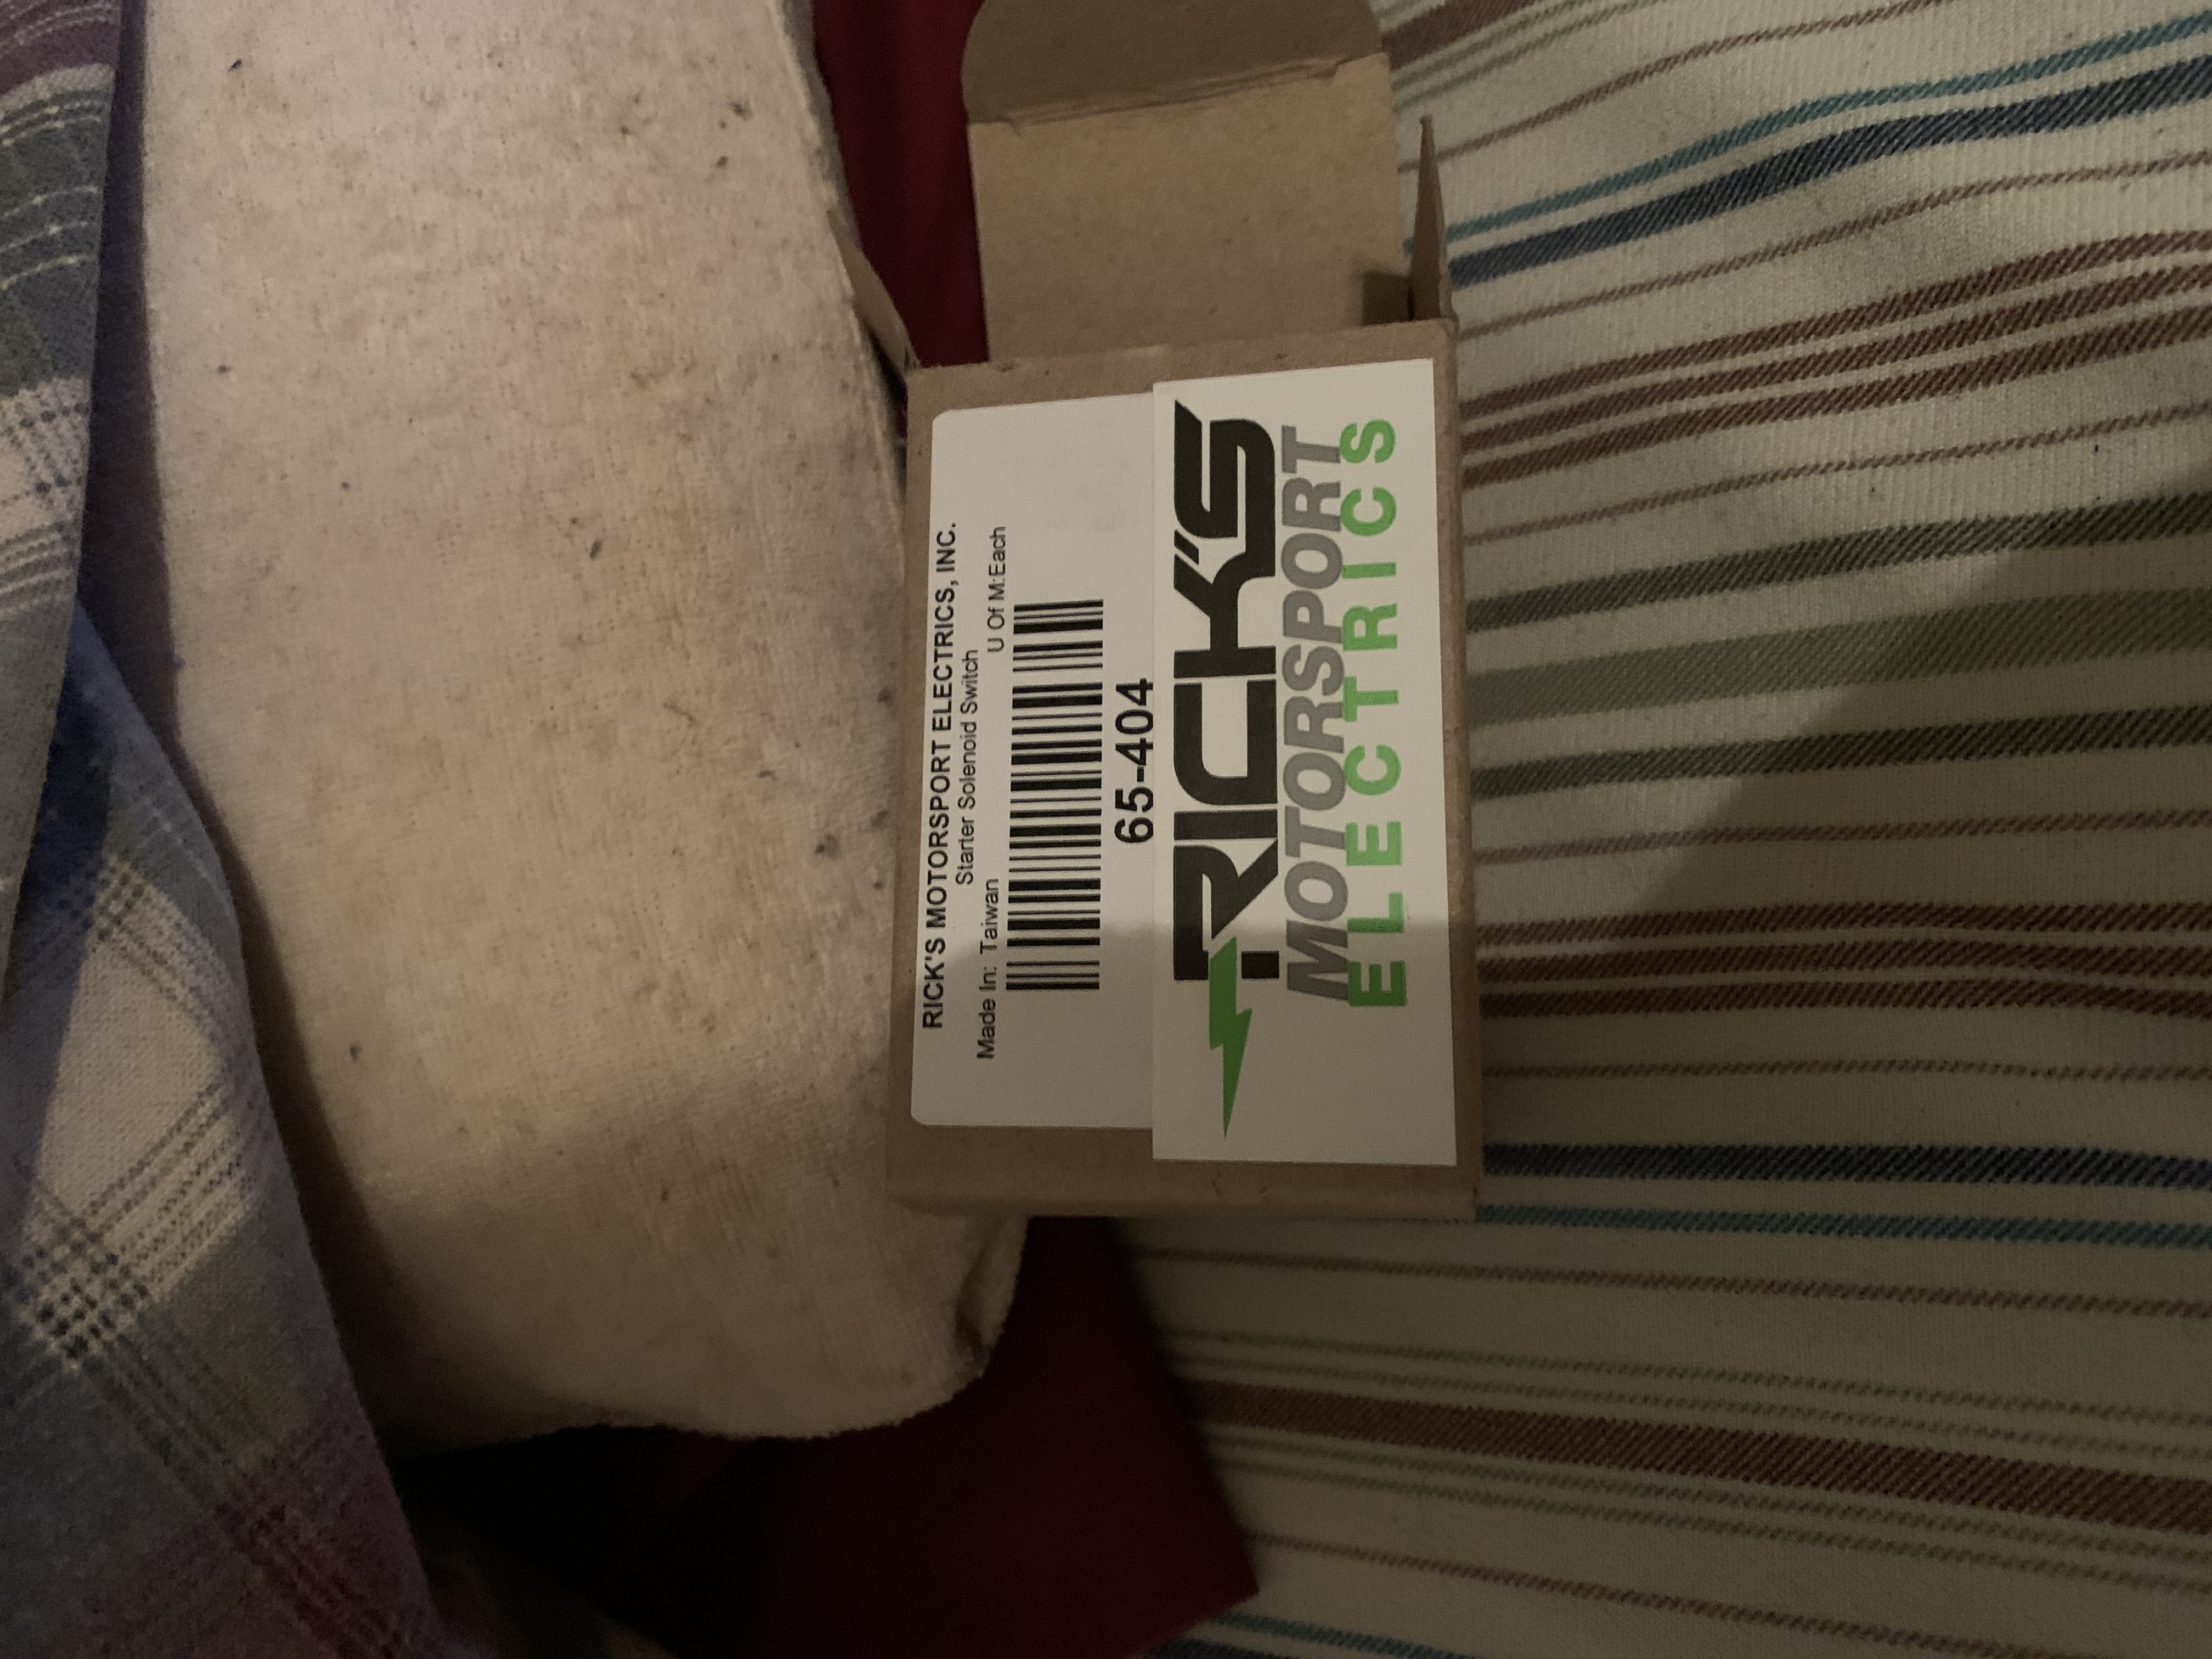 RICK'S MOTORSPORT ELECTRICS, INC.
Starter Solenoid Switch
Made In: Taiwan U Of M:Each
65-404
RICK'S
MOTORSPORT
ELECTRICS